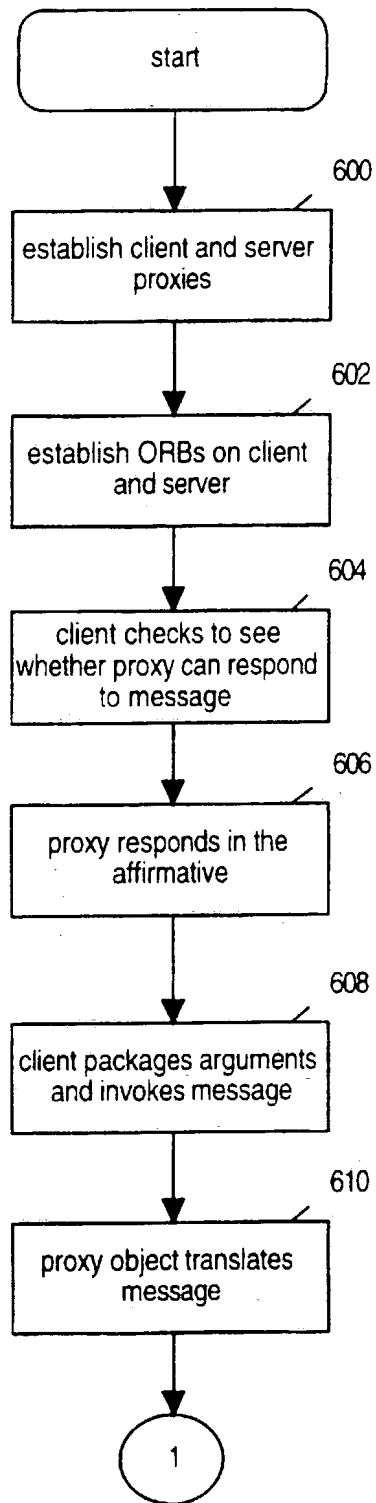 start
600
establish client and server
proxies
602
establish ORBs on client
and server
604
client checks to see
whether proxy can respond
to message
606
proxy responds in the
affirmative
608
client packages arguments
and invokes message
610
proxy object translates
message
1